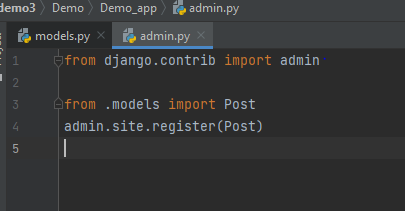 demo3 Demo Demo_app admin.py
models.py admin.py
1 from django.contrib import admin
2
3 from .models import Post
4 admin.site.register(Post)
5